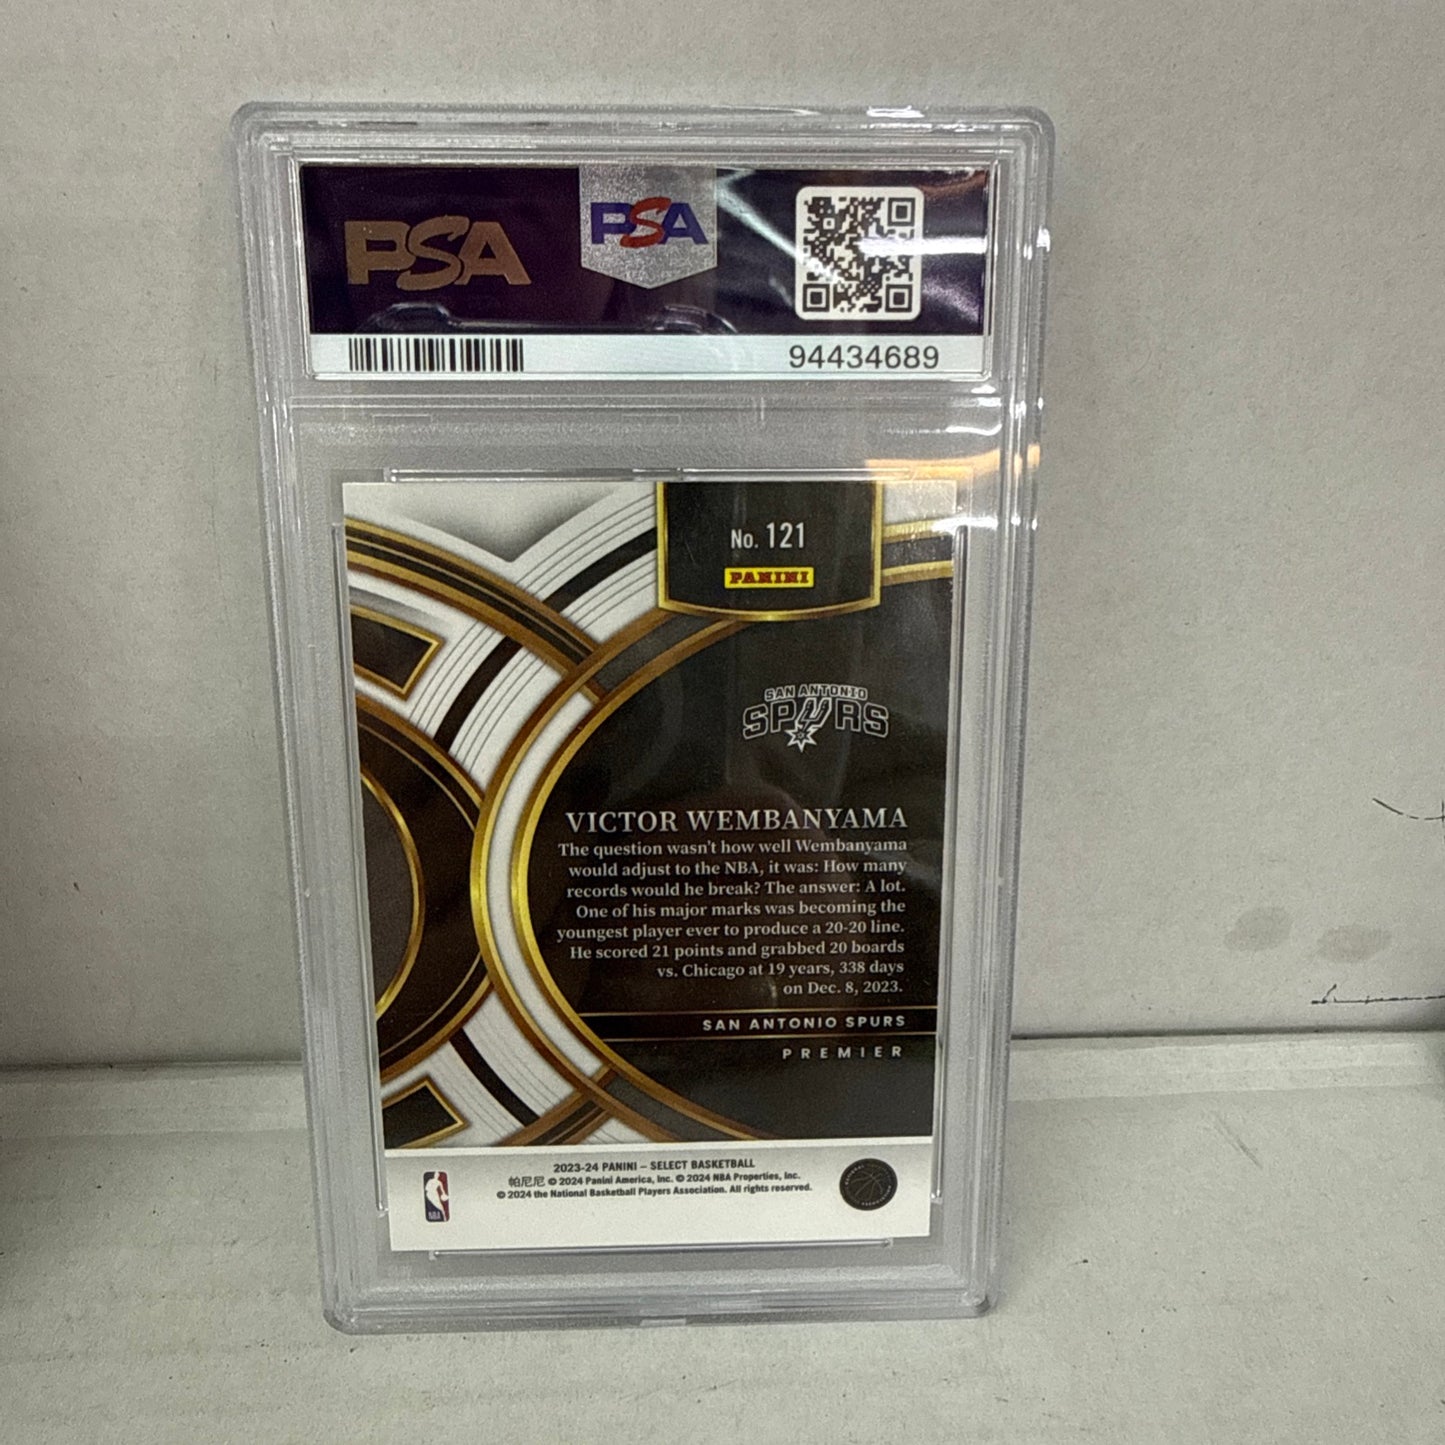 PSA
PSA
94434689
No. 121
PANINI
SAN ANTONIO
SPURS
VICTOR WEMBANYAMA
The question wasn't how well Wembanyama
would adjust to the NBA, it was: How many
records would he break? The answer: A lot.
One of his major marks was becoming the
youngest player ever to produce a 20-20 line.
He scored 21 points and grabbed 20 boards
vs. Chicago at 19 years, 338 days
on Dec. 8, 2023.
SAN ANTONIO SPURS
PREMIER
2023-24 PANINI – SELECT BASKETBALL
帕尼尼 © 2024 Panini America, Inc. © 2024 NBA Properties, Inc.
© 2024 the National Basketball Players Association. All rights reserved.
NBA